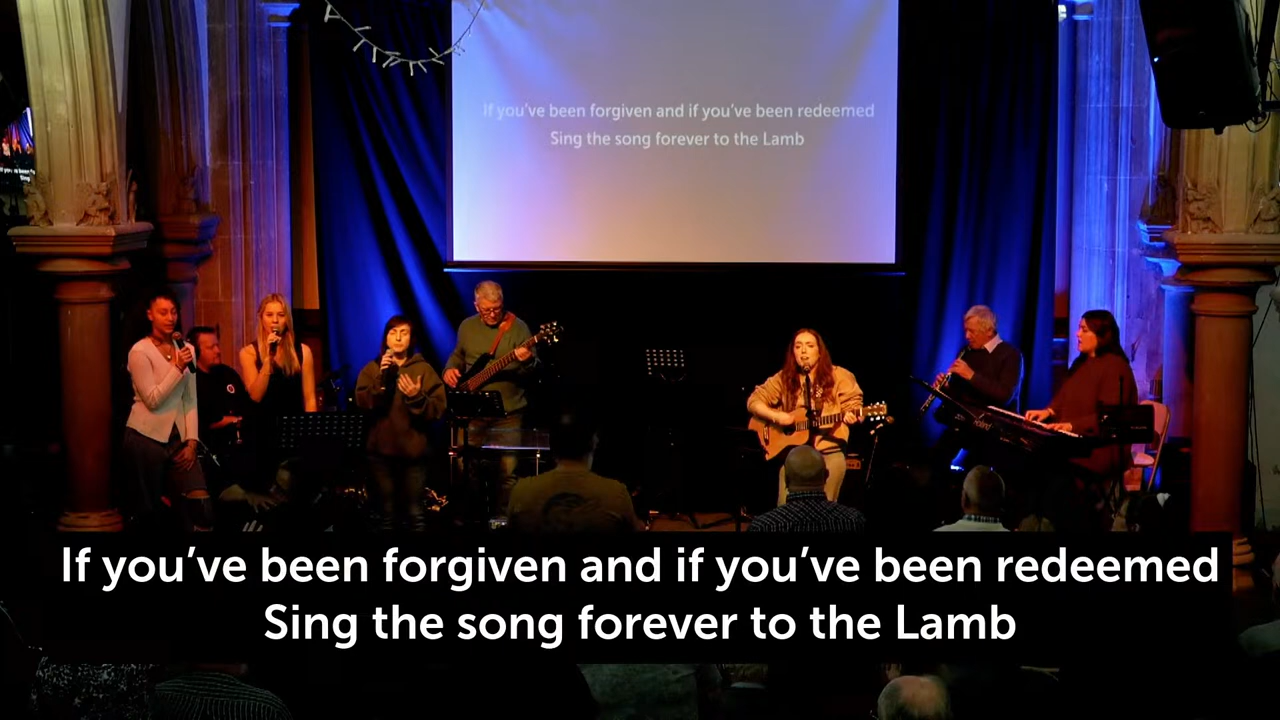 If you’ve been forgiven and if you’ve been redeemed
Sing the song forever to the Lamb
If you’ve been forgiven and if you’ve been redeemed
Sing the song forever to the Lamb